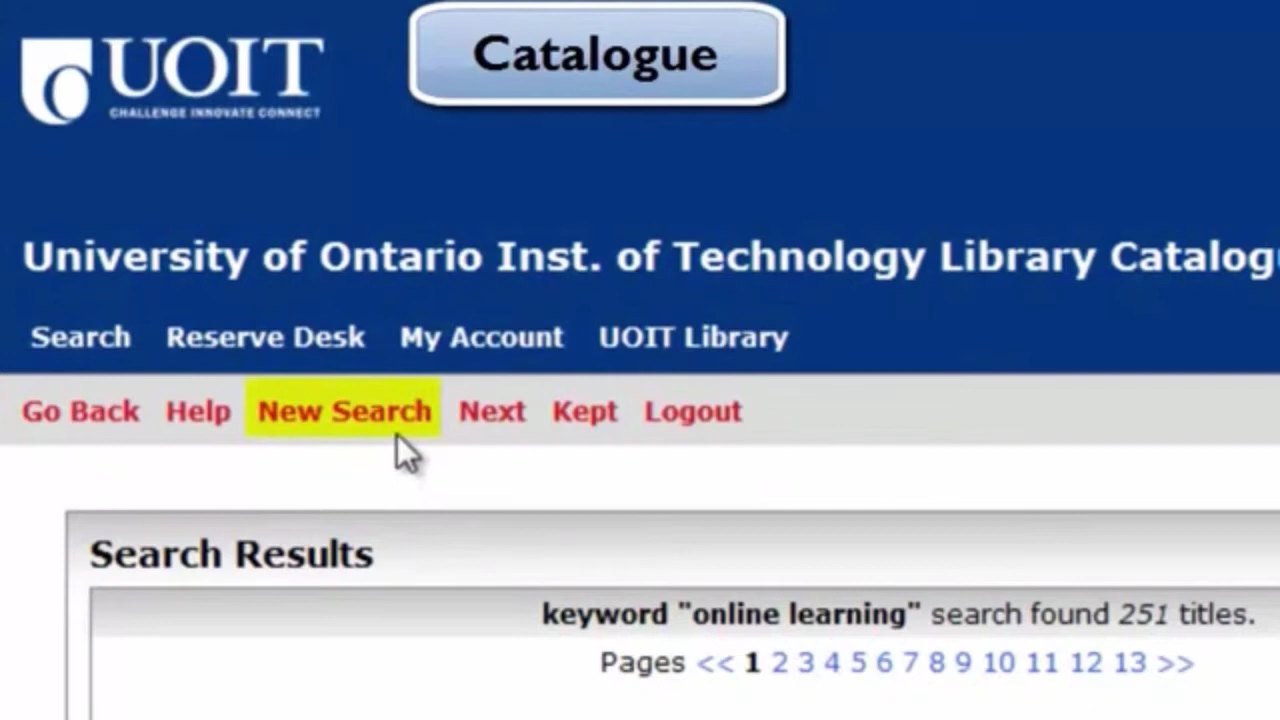 Catalogue
UOIT
CHALLENGE INNOVATE CONNECT
University of Ontario Inst. of Technology Library Catalog
Search Reserve Desk My Account UOIT Library
Go Back Help New Search Next Kept Logout
Search Results
keyword "online learning" search found 251 titles.
Pages << 1 2 3 4 5 6 7 8 9 10 11 12 13 >>